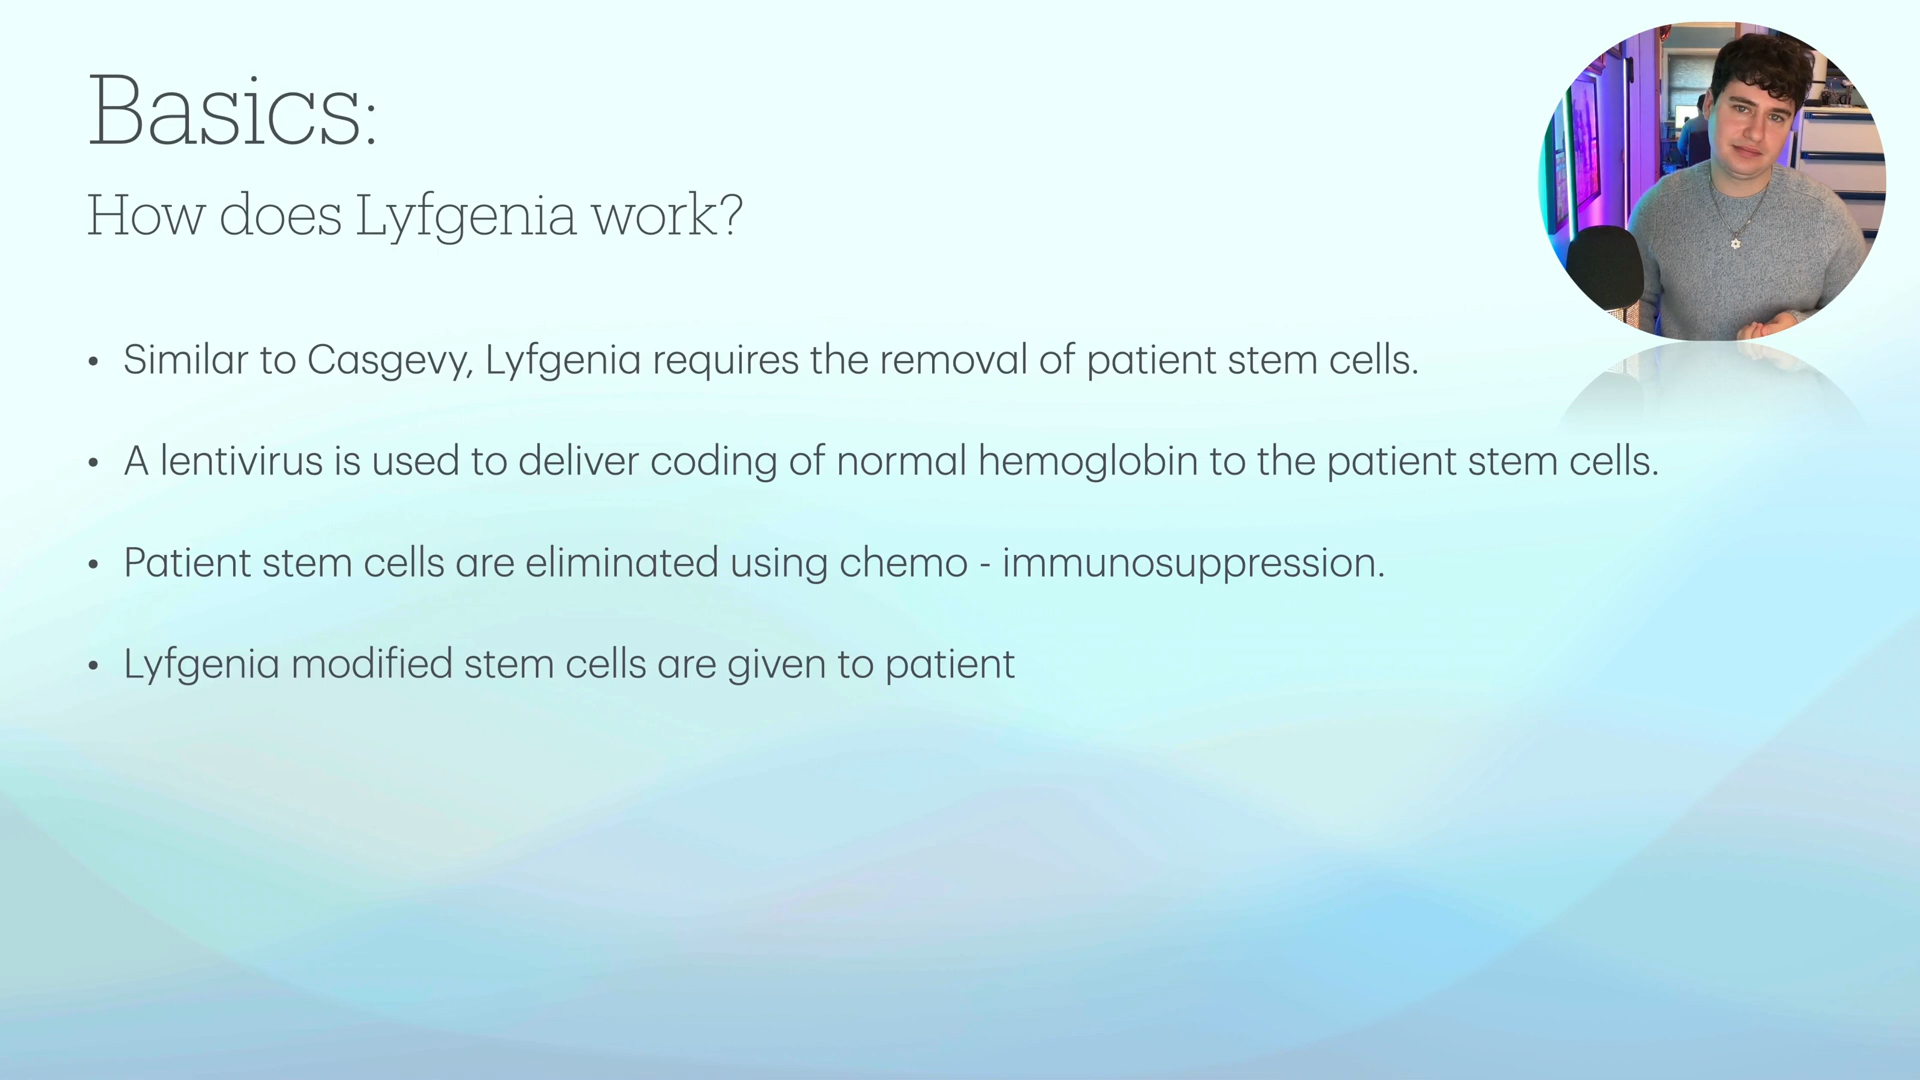 Basics:
How does Lyfgenia work?
• Similar to Casgevy, Lyfgenia requires the removal of patient stem cells.
• A lentivirus is used to deliver coding of normal hemoglobin to the patient stem cells.
• Patient stem cells are eliminated using chemo - immunosuppression.
• Lyfgenia modified stem cells are given to patient